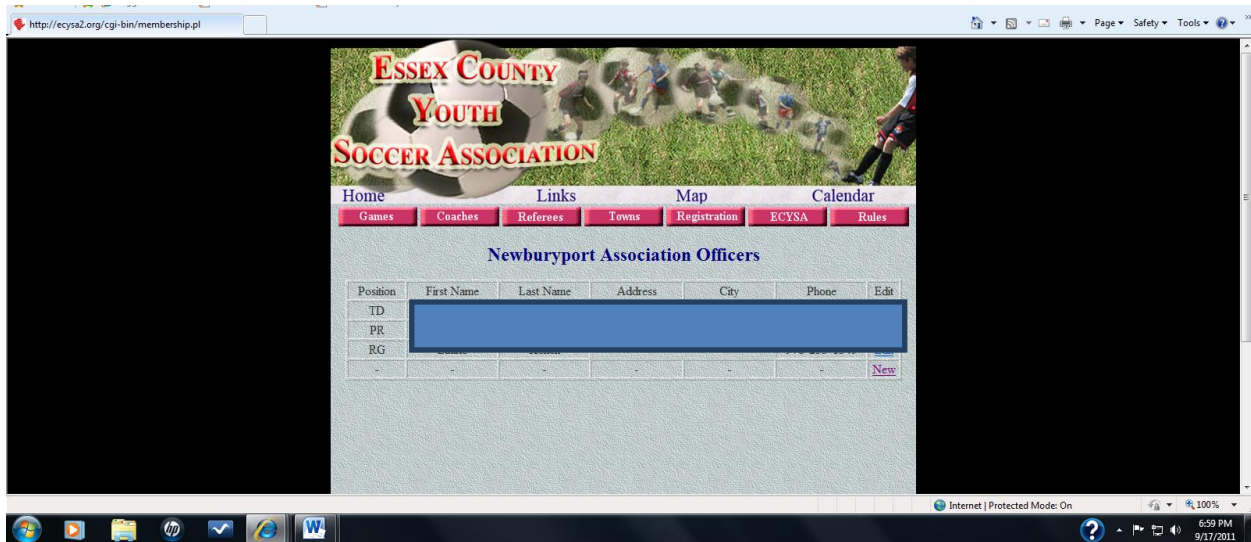 http://ecysa2.org/cgi-bin/membership.pl
Page Safety Tools
ESSEX COUNTY
YOUTH
SOCCER ASSOCIATION
Home Links Map Calendar
Games Coaches Referees Towns Registration ECYSA Rules
Newburyport Association Officers
Position First Name Last Name Address City Phone Edit
TD
PR
RG
- - - - - - New
Internet | Protected Mode: On 100%
6:59 PM
9/17/2011